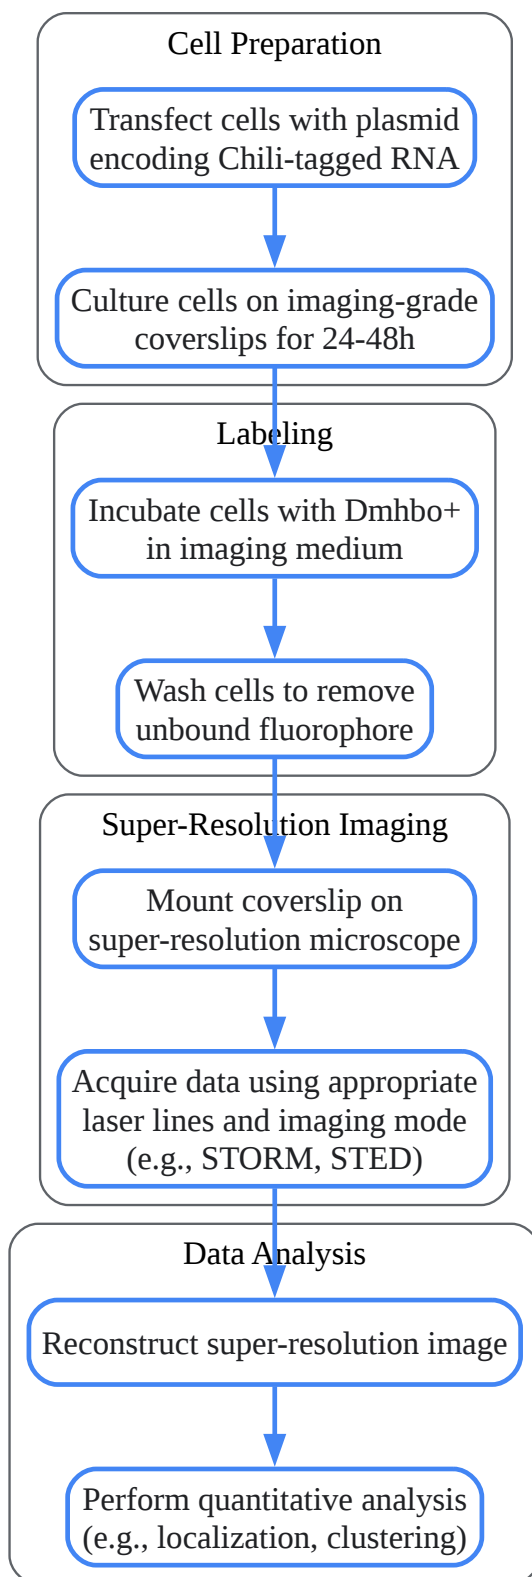 Cell Preparation
Transfect cells with plasmid
encoding Chili-tagged RNA
Culture cells on imaging-grade
coverslips for 24-48h
Labeling
Incubate cells with Dmhbo+
in imaging medium
Wash cells to remove
unbound fluorophore
Super-Resolution Imaging
Mount coverslip on
super-resolution microscope
Acquire data using appropriate
laser lines and imaging mode
(e.g., STORM, STED)
Data Analysis
Reconstruct super-resolution image
Perform quantitative analysis
(e.g., localization, clustering)